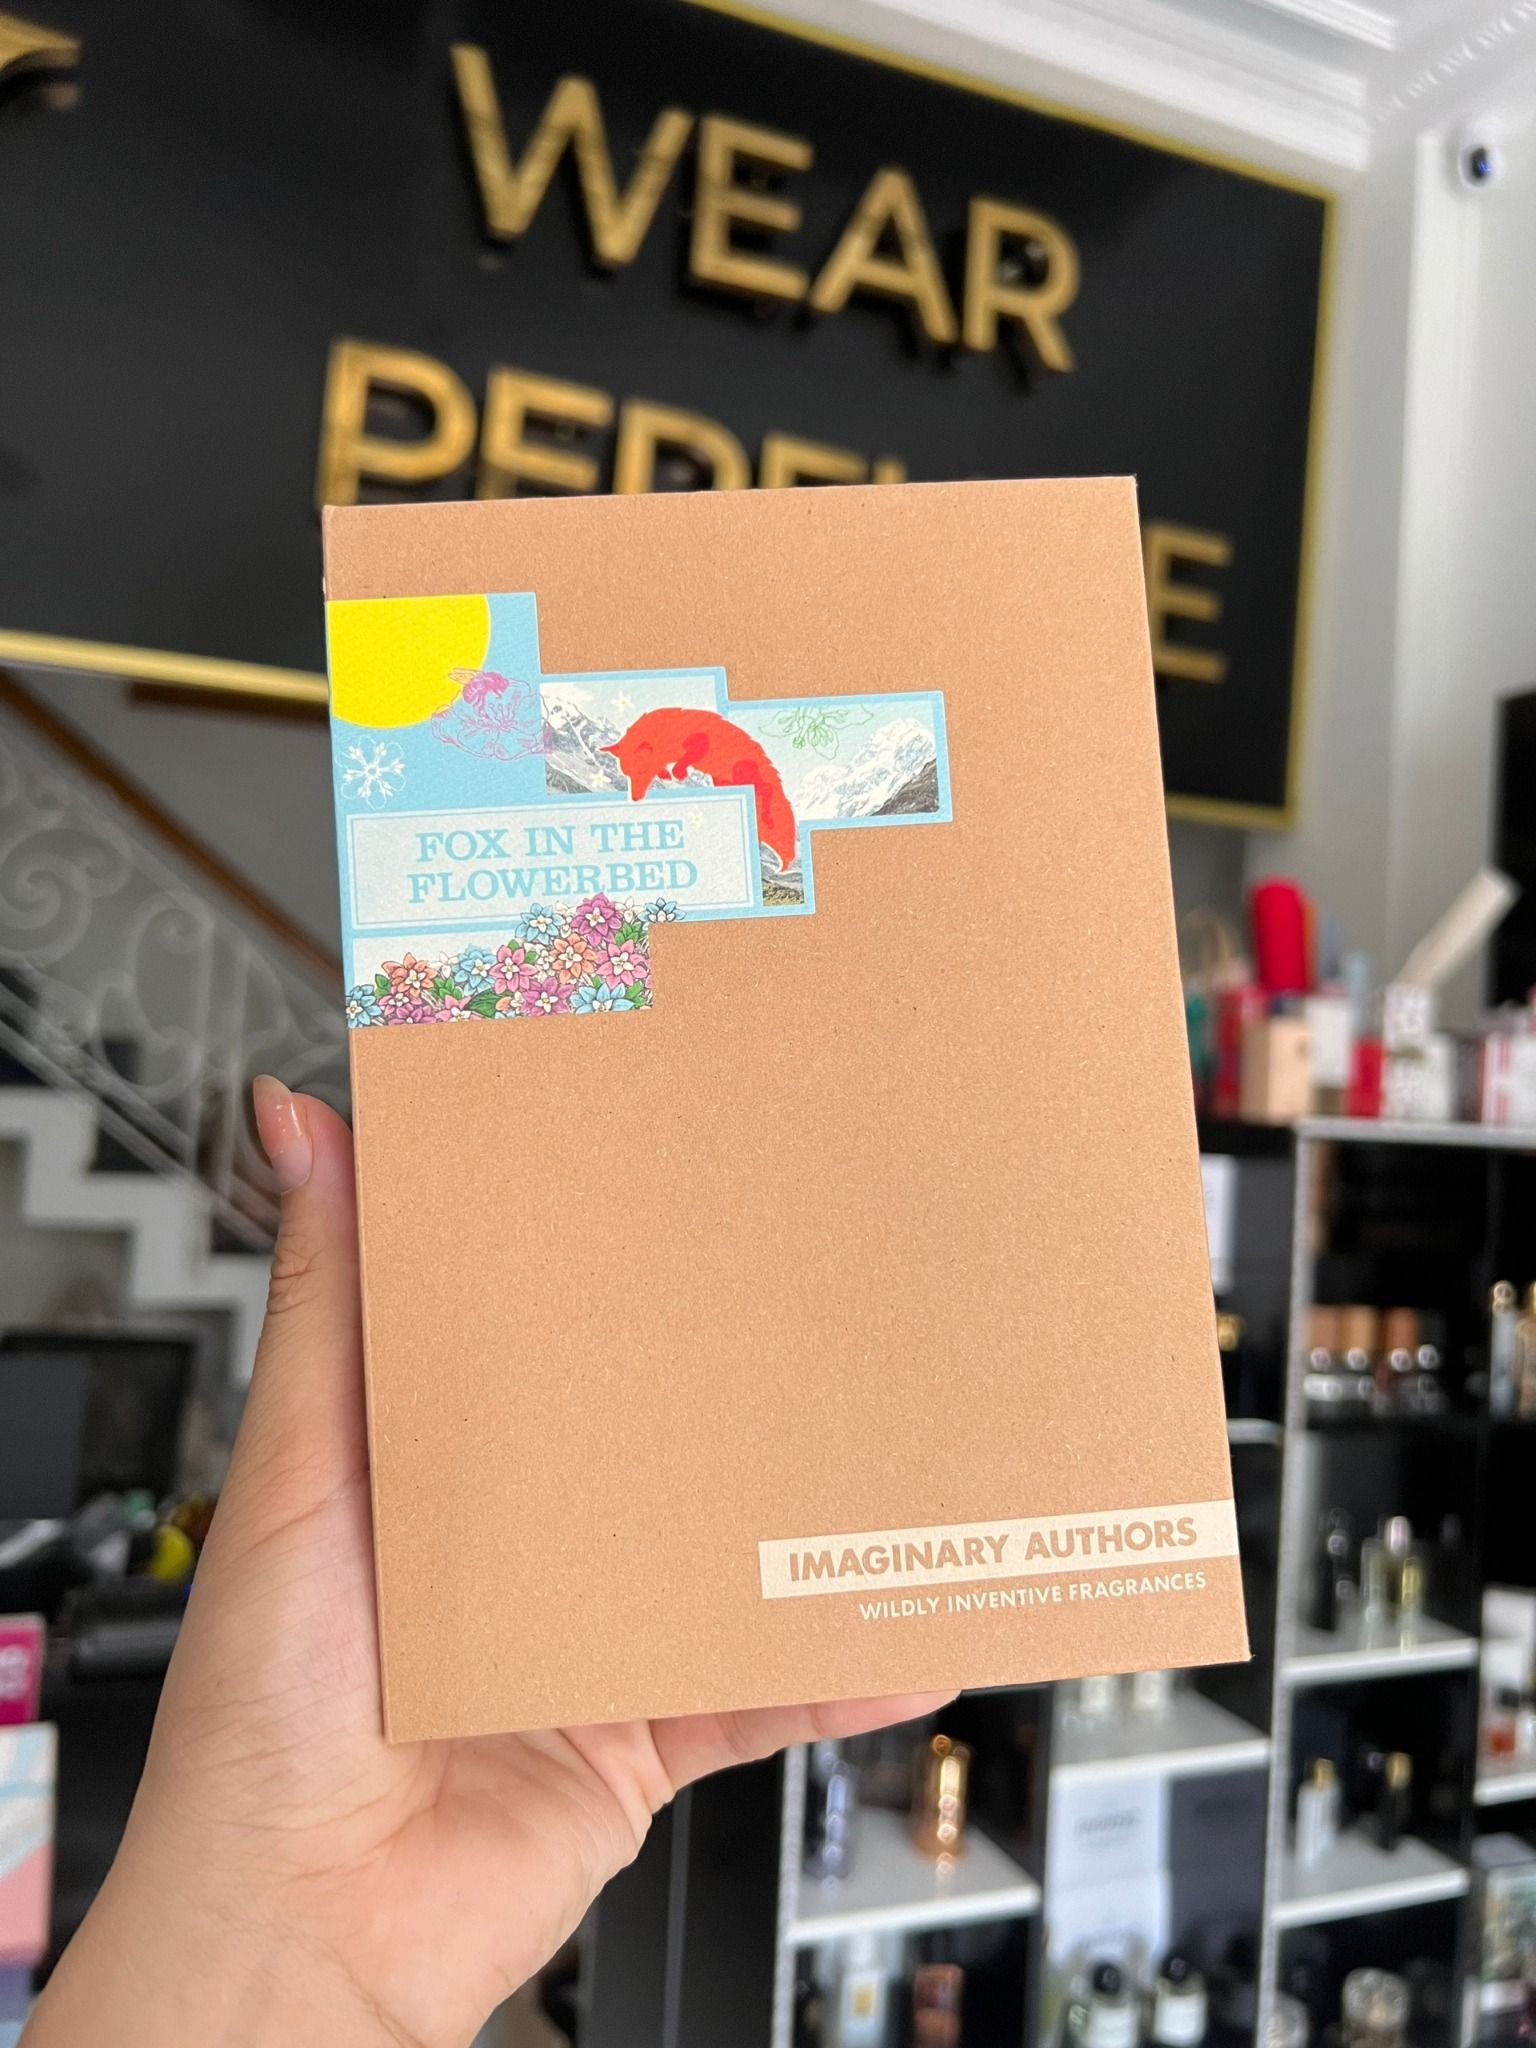 WEAR
FOX IN THE
FLOWERBED
IMAGINARY AUTHORS
WILDLY INVENTIVE FRAGRANCES